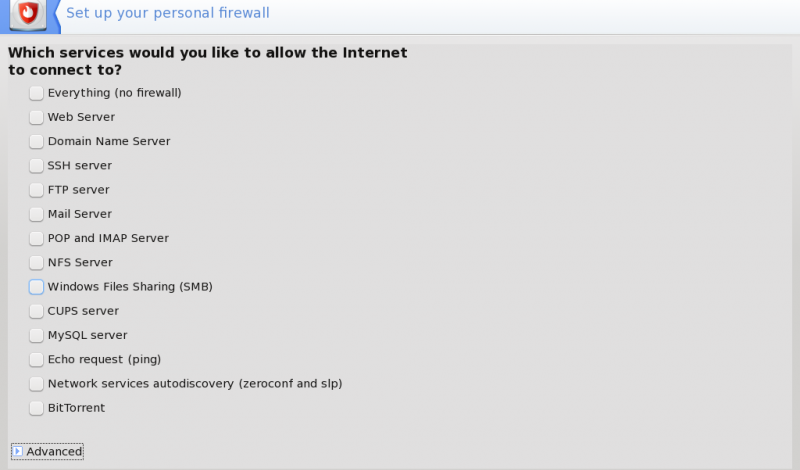 Set up your personal firewall
Which services would you like to allow the Internet
to connect to?
Everything (no firewall)
Web Server
Domain Name Server
SSH server
FTP server
Mail Server
POP and IMAP Server
NFS Server
Windows Files Sharing (SMB)
CUPS server
MySQL server
Echo request (ping)
Network services autodiscovery (zeroconf and slp)
BitTorrent
Advanced